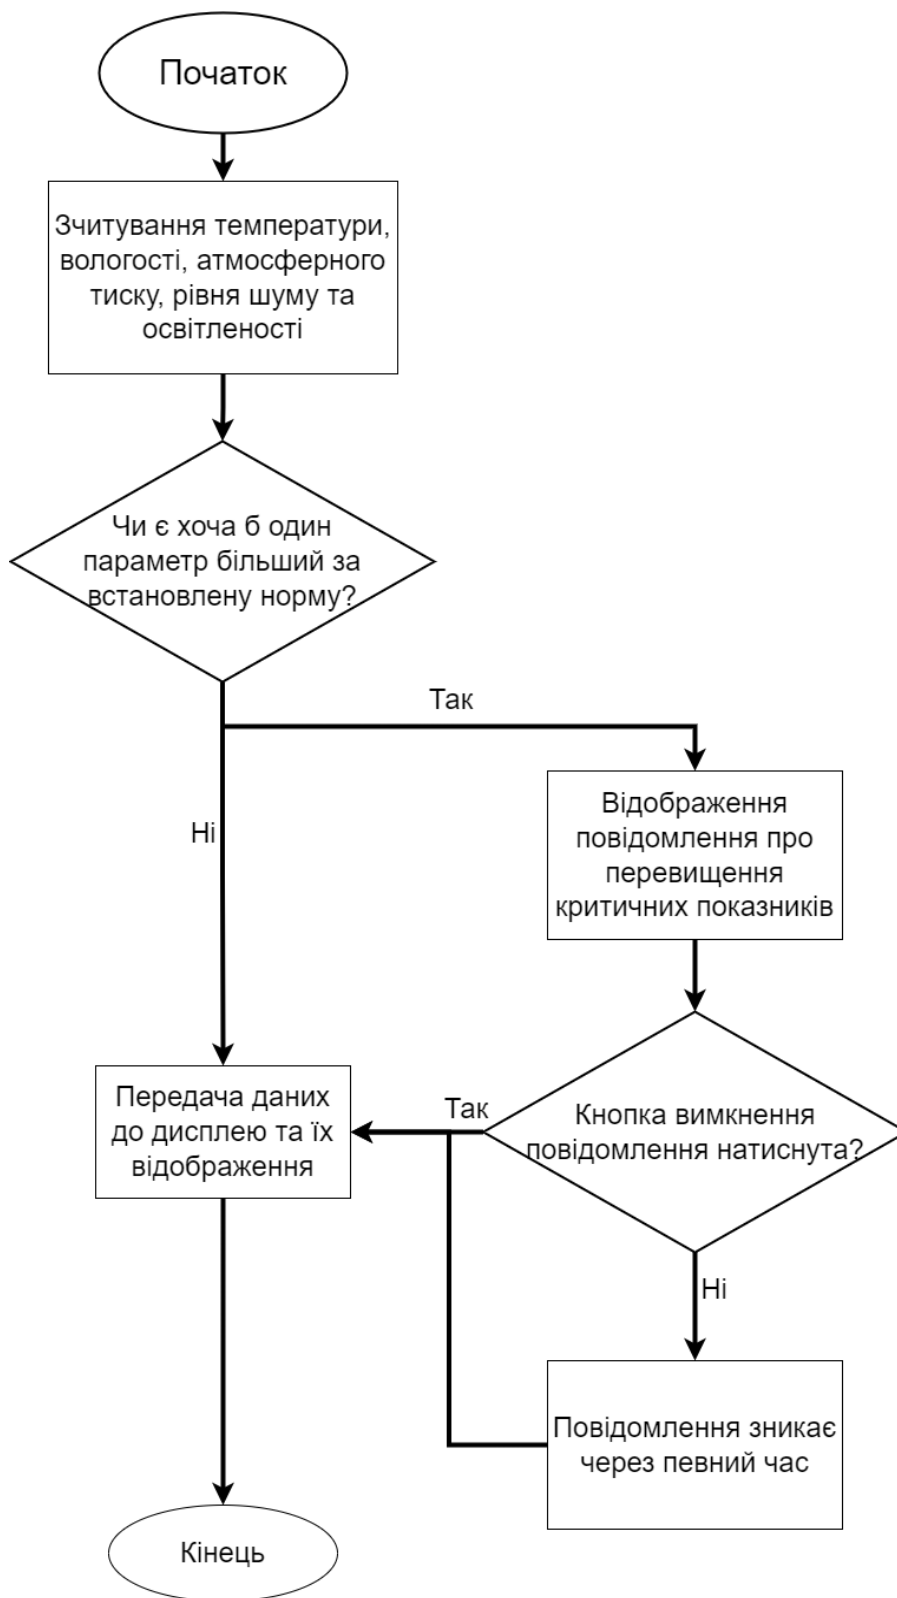 Початок
Зчитування температури,
вологості, атмосферного
тиску, рівня шуму та
освітленості
Чи є хоча б один
параметр більший за
встановлену норму?
Так
Ні
Відображення
повідомлення про
перевищення
критичних показників
Передача даних
до дисплею та їх
відображення
Так
Кнопка вимкнення
повідомлення натиснута?
Ні
Повідомлення зникає
через певний час
Кінець